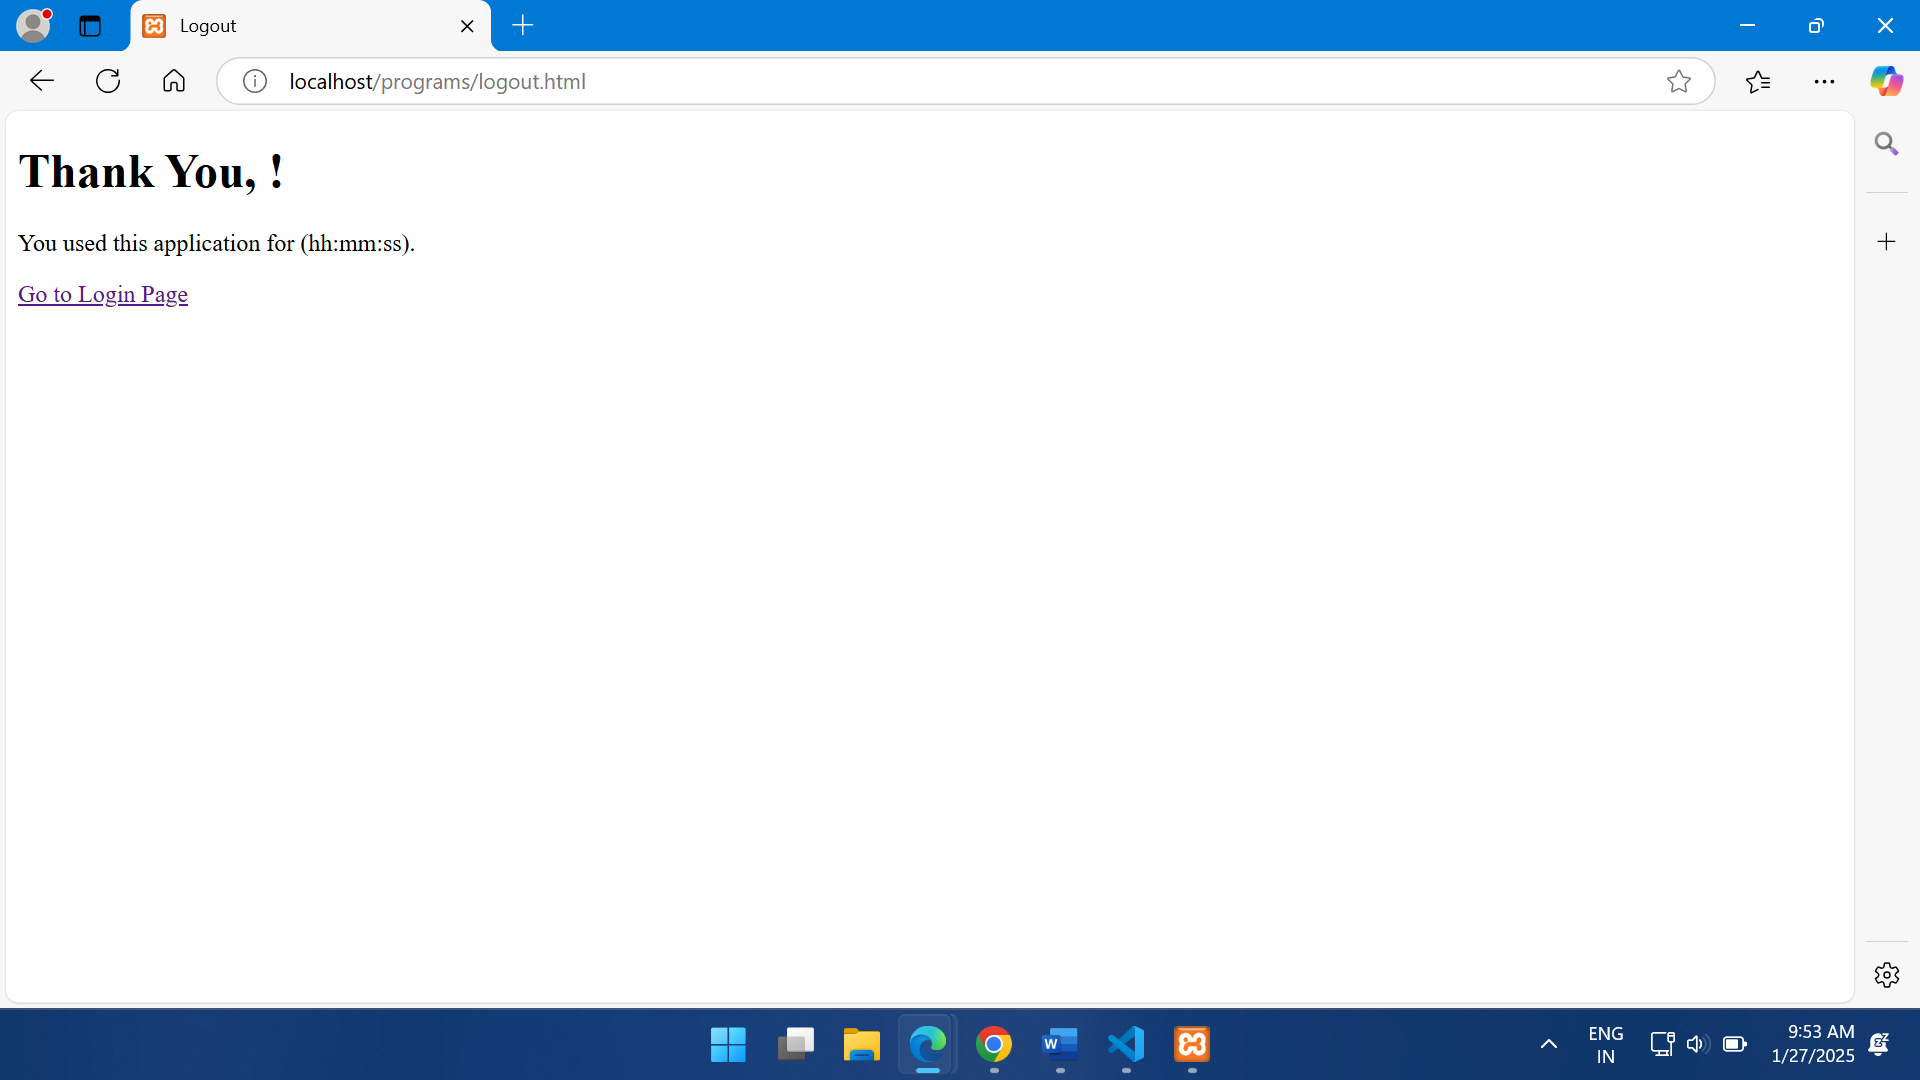 Logout
localhost/programs/logout.html
Thank You, !
You used this application for (hh:mm:ss).
Go to Login Page
ENG
IN
9:53 AM
1/27/2025